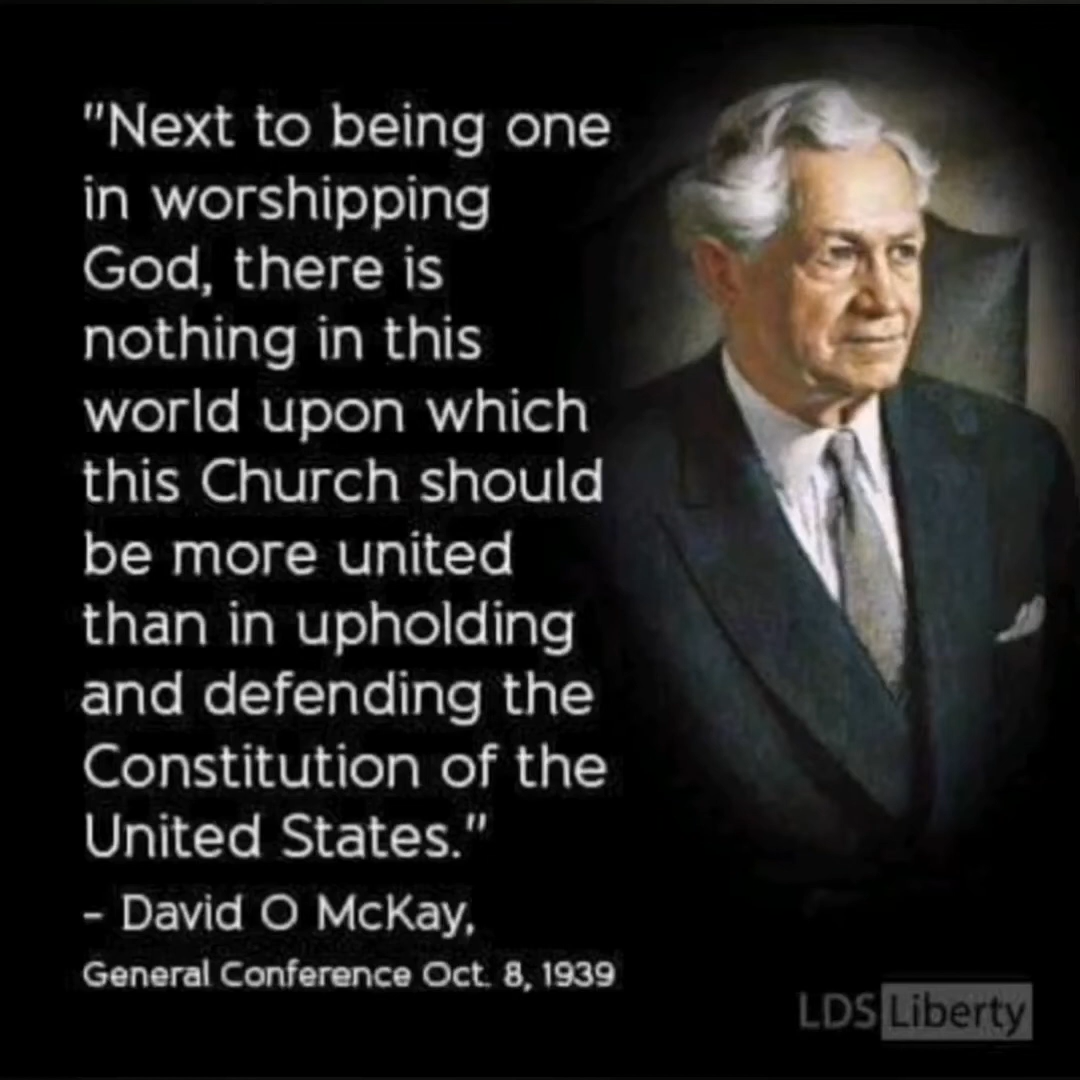 "Next to being one
in worshipping
God, there is
nothing in this
world upon which
this Church should
be more united
than in upholding
and defending the
Constitution of the
United States."
- David O McKay,
General Conference Oct. 8, 1939
LDS Liberty